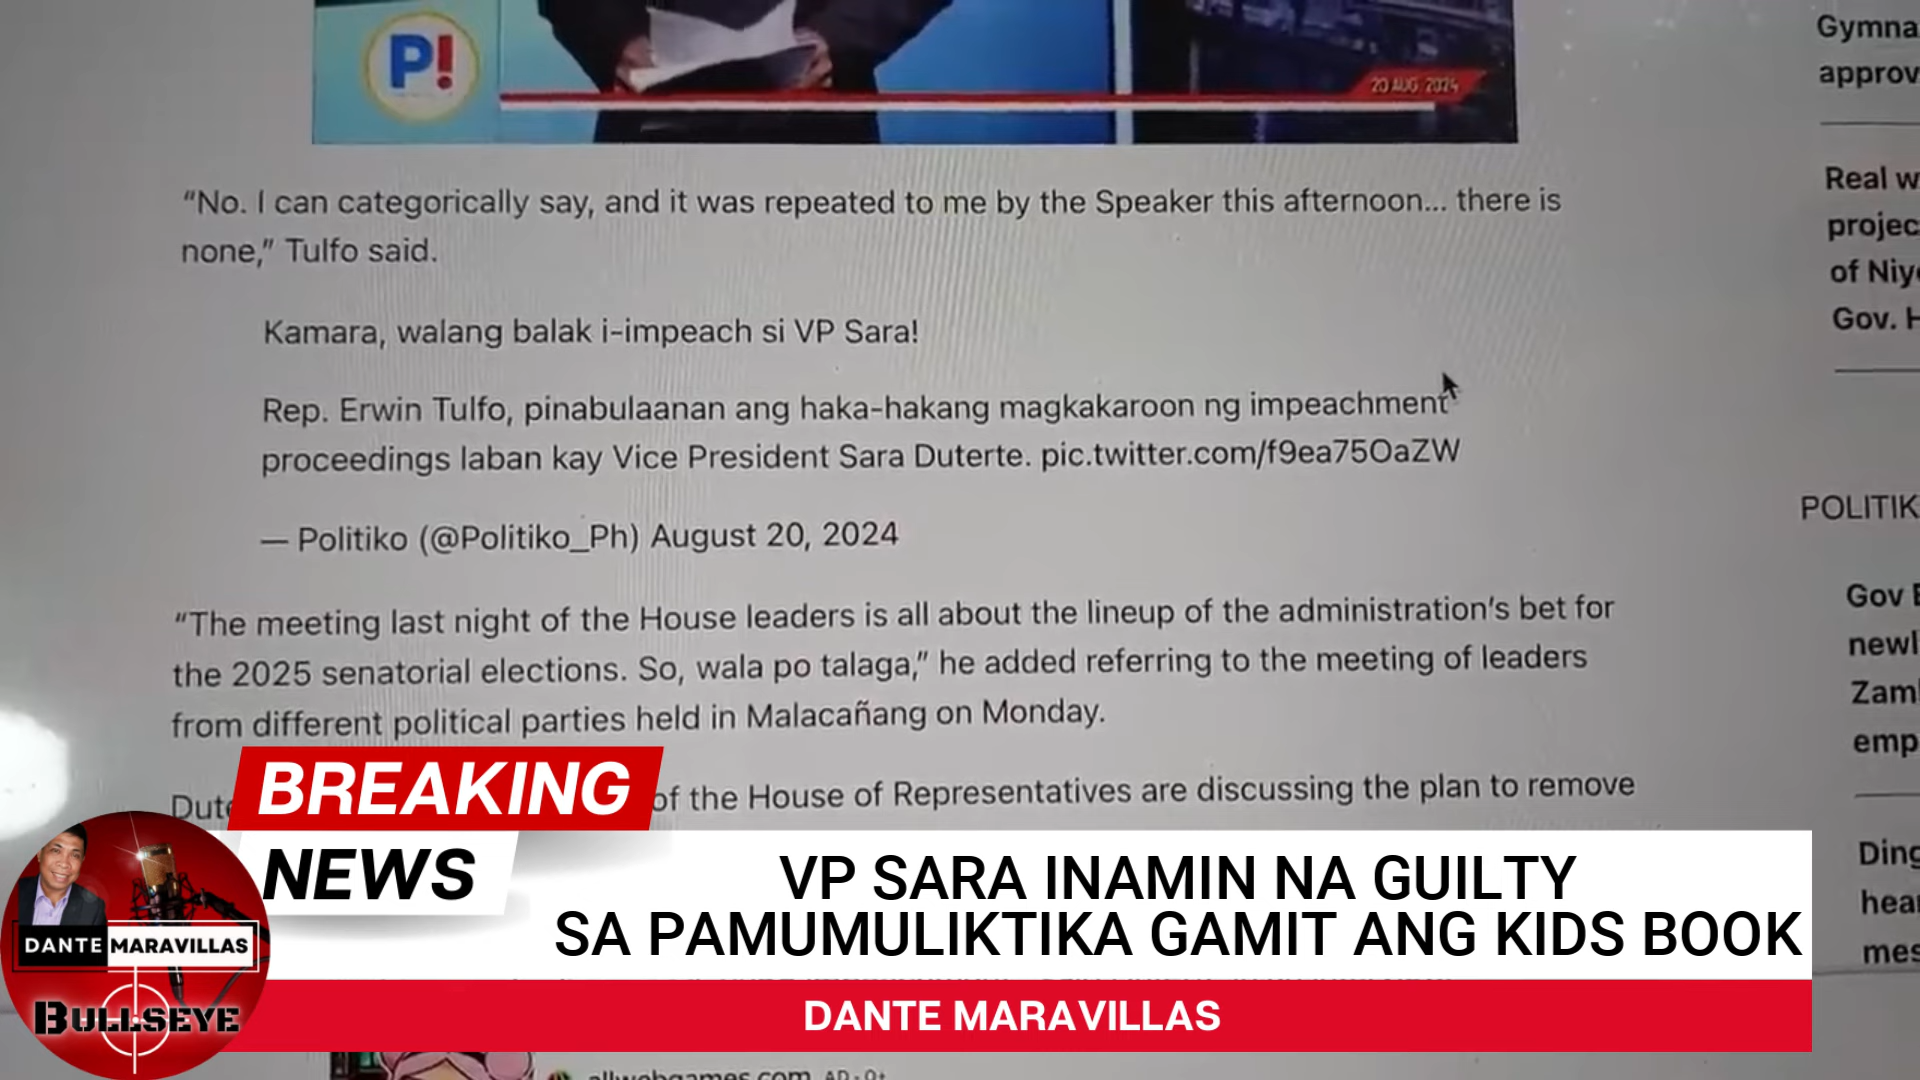 P!
20 AUG 2024
Gymna
approv
“No. I can categorically say, and it was repeated to me by the Speaker this afternoon... there is
none,” Tulfo said.
Real w
projec
of Niy
Gov. H
Kamara, walang balak i-impeach si VP Sara!
Rep. Erwin Tulfo, pinabulaanan ang haka-hakang magkakaroon ng impeachment
proceedings laban kay Vice President Sara Duterte. pic.twitter.com/f9ea75OaZW
— Politiko (@Politiko_Ph) August 20, 2024
POLITIK
“The meeting last night of the House leaders is all about the lineup of the administration’s bet for
the 2025 senatorial elections. So, wala po talaga,” he added referring to the meeting of leaders
from different political parties held in Malacañang on Monday.
Gov
newl
Zam
emp
Dute of the House of Representatives are discussing the plan to remove
Ding
hear
mes
BREAKING
NEWS
VP SARA INAMIN NA GUILTY
SA PAMUMULIKTIKA GAMIT ANG KIDS BOOK
DANTE MARAVILLAS
DANTE MARAVILLAS
BULLSEYE
allwebgames.com AD